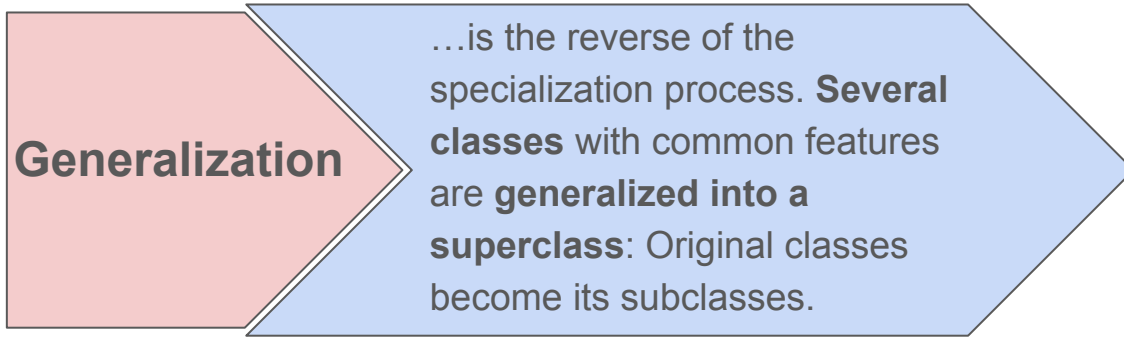 Generalization
…is the reverse of the
specialization process. Several
classes with common features
are generalized into a
superclass: Original classes
become its subclasses.